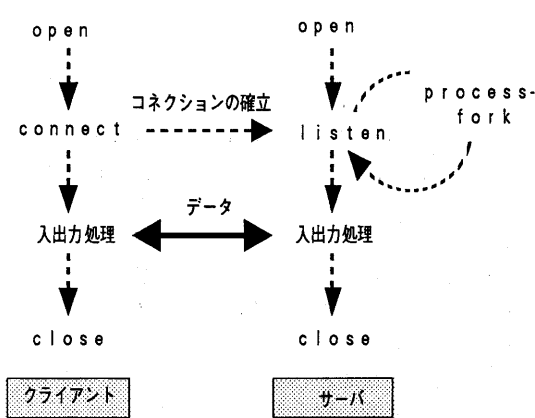 open
open
コネクションの確立
process-
fork
connect
listen
データ
入出力処理
入出力処理
close
close
クライアント
サーバ